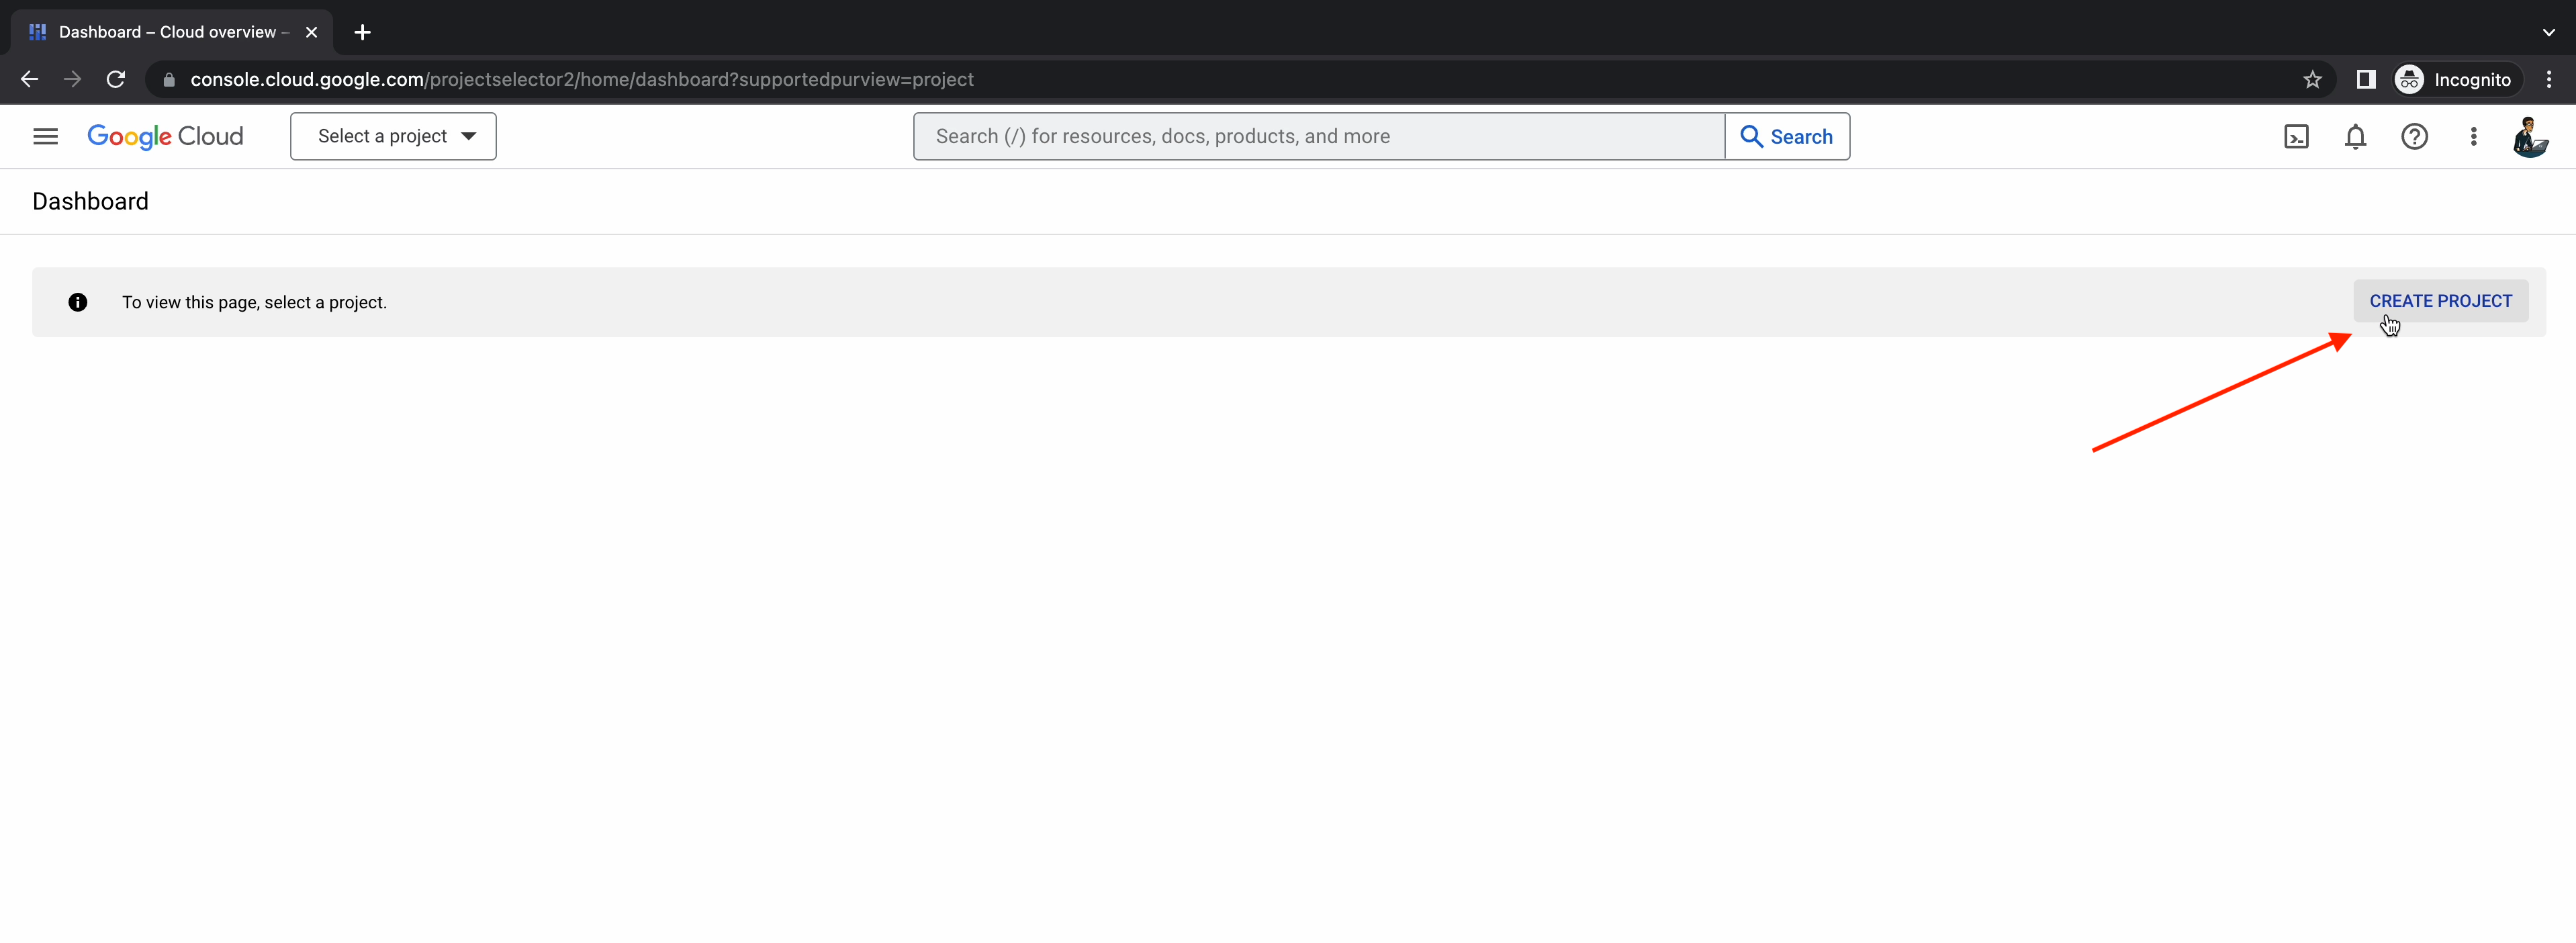 Dashboard – Cloud overview –
console.cloud.google.com/projectselector2/home/dashboard?supportedpurview=project
Incognito
Google Cloud
Select a project
Search (/) for resources, docs, products, and more
Search
Dashboard
To view this page, select a project.
CREATE PROJECT